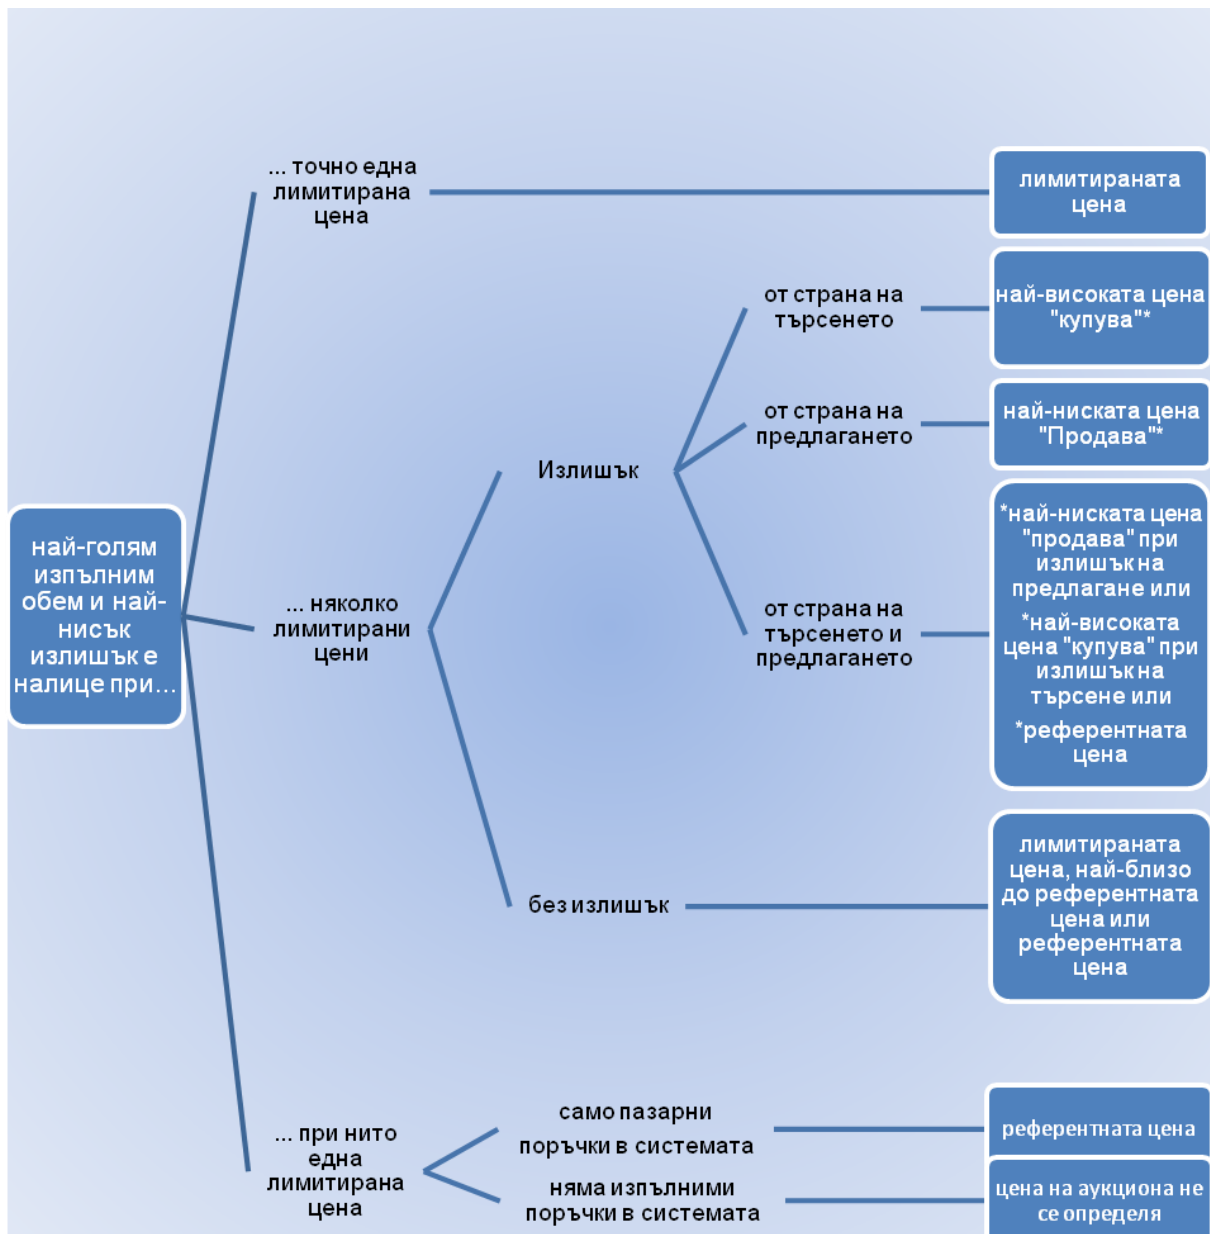 ... точно една
лимитирана
цена
лимитираната
цена
от страна на
търсенето
най-високата цена
"купува"*
от страна на
предлагането
най-ниската цена
"Продава"*
Излишък
най-голям
изпълним
обем и най-
нисък
излишък е
налице при...
... няколко
лимитирани
цени
от страна на
търсенето и
предлагането
*най-ниската цена
"продава" при
излишък на
предлагане или
*най-високата
цена "купува" при
излишък на
търсене или
*референтната
цена
без излишък
лимитираната
цена, най-близо
до референтната
цена или
референтната
цена
... при нито
една
лимитирана
цена
само пазарни
поръчки в системата
референтната цена
няма изпълними
поръчки в системата
цена на аукциона не
се определя